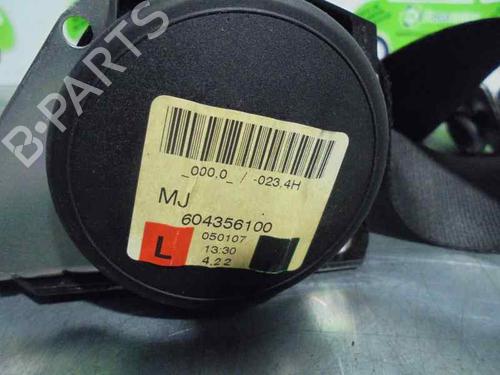 B-PARTS
_000.0_ / -023.4H
MJ
604356100
L
050107
13:30
4.2 2